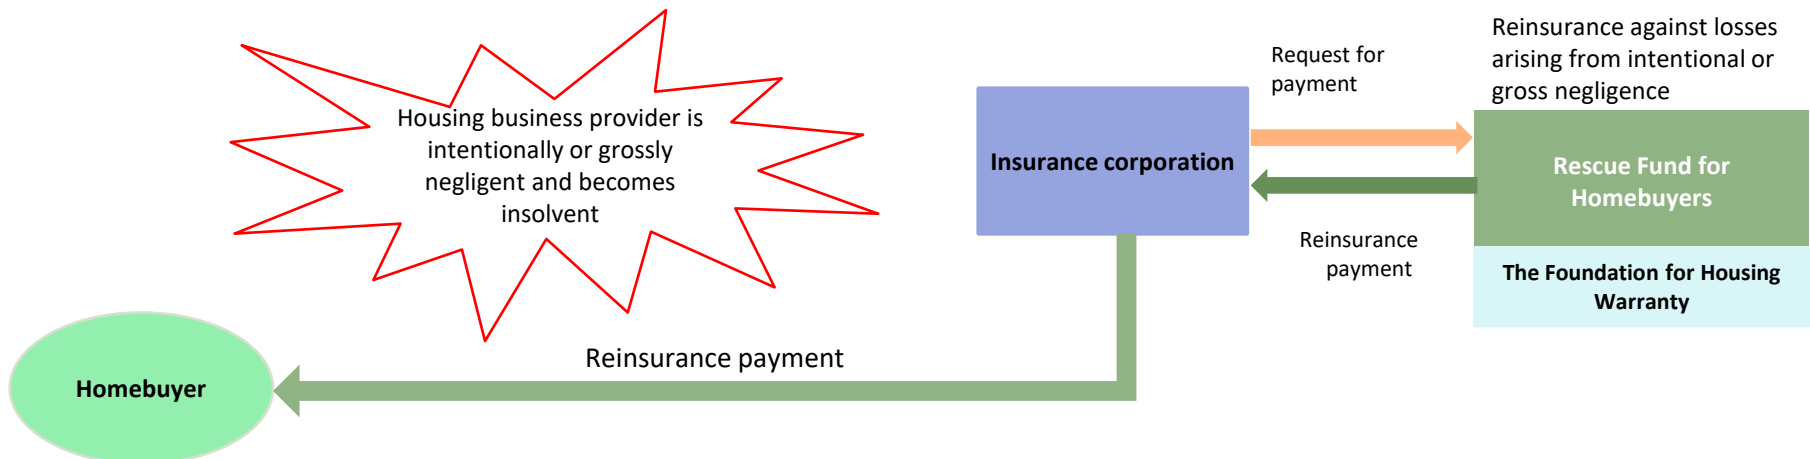 Housing business provider is
intentionally or grossly
negligent and becomes
insolvent
Insurance corporation
Request for
payment
Reinsurance against losses
arising from intentional or
gross negligence
Rescue Fund for
Homebuyers
Reinsurance
payment
The Foundation for Housing
Warranty
Reinsurance payment
Homebuyer